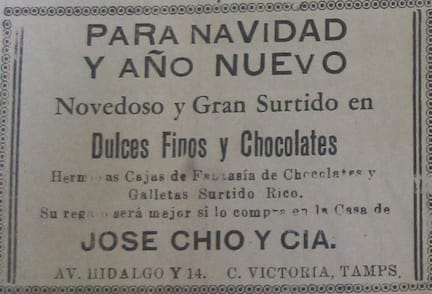 PARA NAVIDAD
Y AÑO NUEVO
Novedoso y Gran Surtido en
Dulces Finos y Chocolates
Hermosas Cajas de Fantasía de Chocolates y
Galletas Surtido Rico.
Su regalo será mejor si lo compra en la Casa de
JOSE CHIO Y CIA.
AV. HIDALGO Y 14. C. VICTORIA, TAMPS.